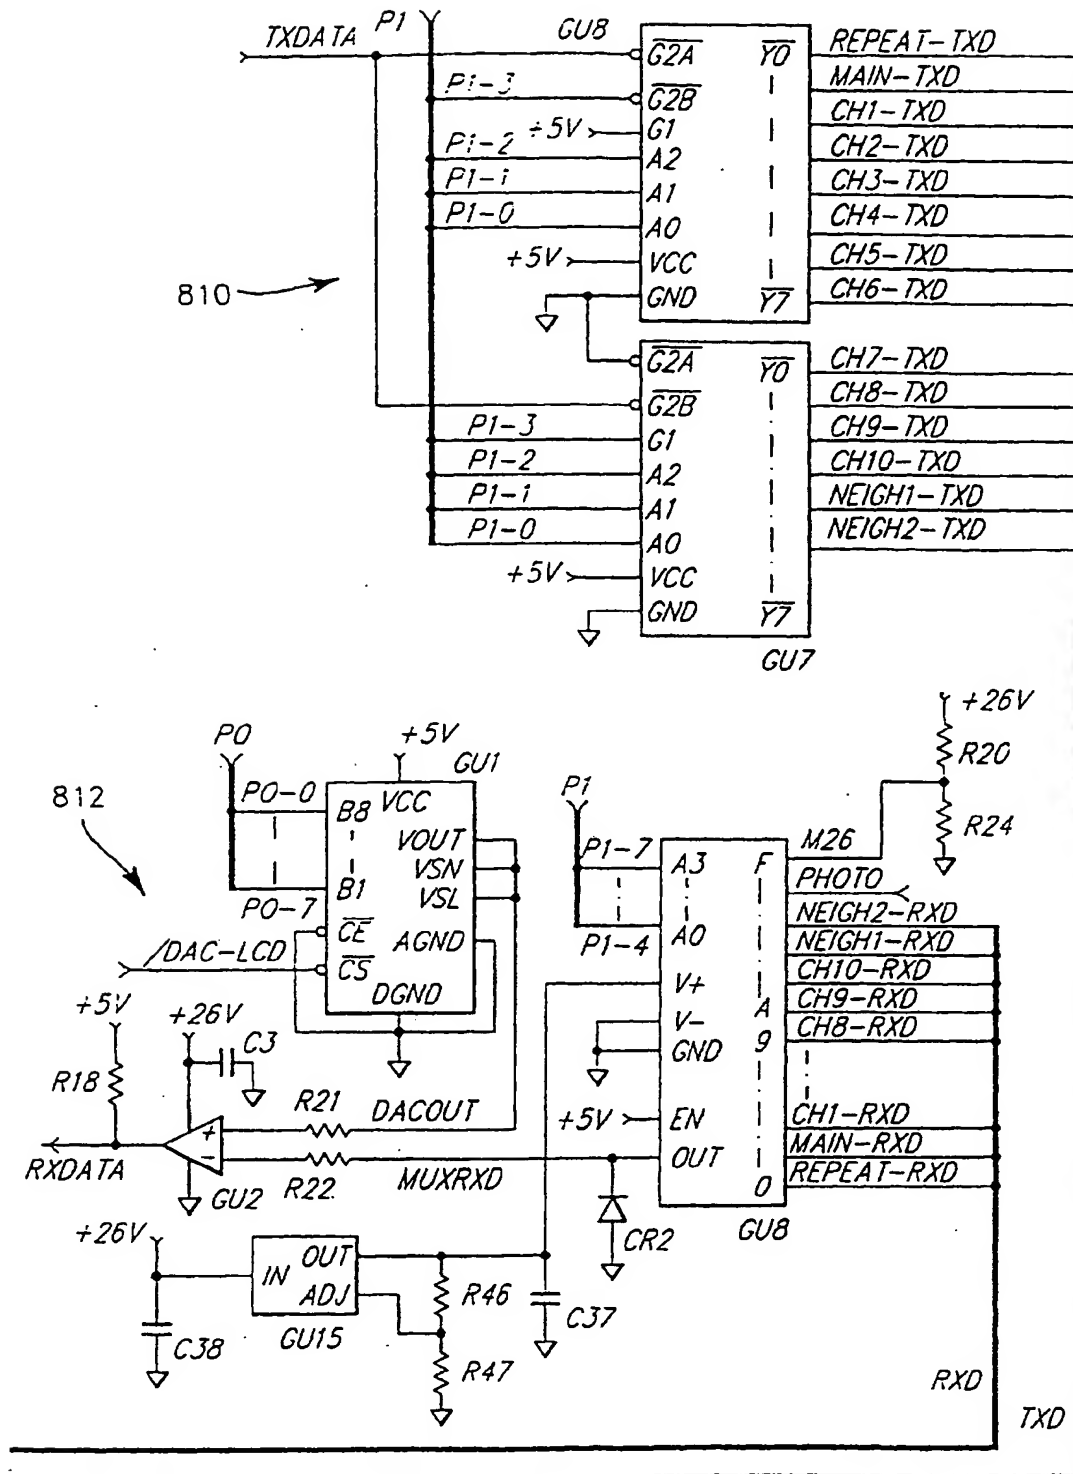 TXDATA
P1
GU8
G2A
Y0
REPEAT-TXD
MAIN-TXD
P1-3
G2B
CH1-TXD
+5V
G1
P1-2
A2
CH2-TXD
P1-1
A1
CH3-TXD
P1-0
A0
CH4-TXD
+5V
VCC
CH5-TXD
810
GND
Y7
CH6-TXD
G2A
Y0
CH7-TXD
G2B
CH8-TXD
P1-3
G1
CH9-TXD
P1-2
A2
CH10-TXD
P1-1
A1
NEIGH1-TXD
P1-0
A0
NEIGH2-TXD
+5V
VCC
GND
Y7
GU7
+26V
R20
R24
P0
+5V
GU1
812
P0-0
VCC
B8
VOUT
VSN
B1
VSL
P0-7
CE
AGND
/DAC-LCD
CS
DGND
P1
P1-7
A3
F
M26
PHOTO
NEIGH2-RXD
P1-4
A0
NEIGH1-RXD
CH10-RXD
V+
A
CH9-RXD
V-
9
CH8-RXD
GND
+5V
EN
CH1-RXD
OUT
MAIN-RXD
0
REPEAT-RXD
GU8
+5V
+26V
C3
R18
R21
DACOUT
+
-
RXDATA
GU2
R22
MUXRXD
CR2
+26V
IN
OUT
ADJ
R46
C37
C38
GU15
R47
RXD
TXD